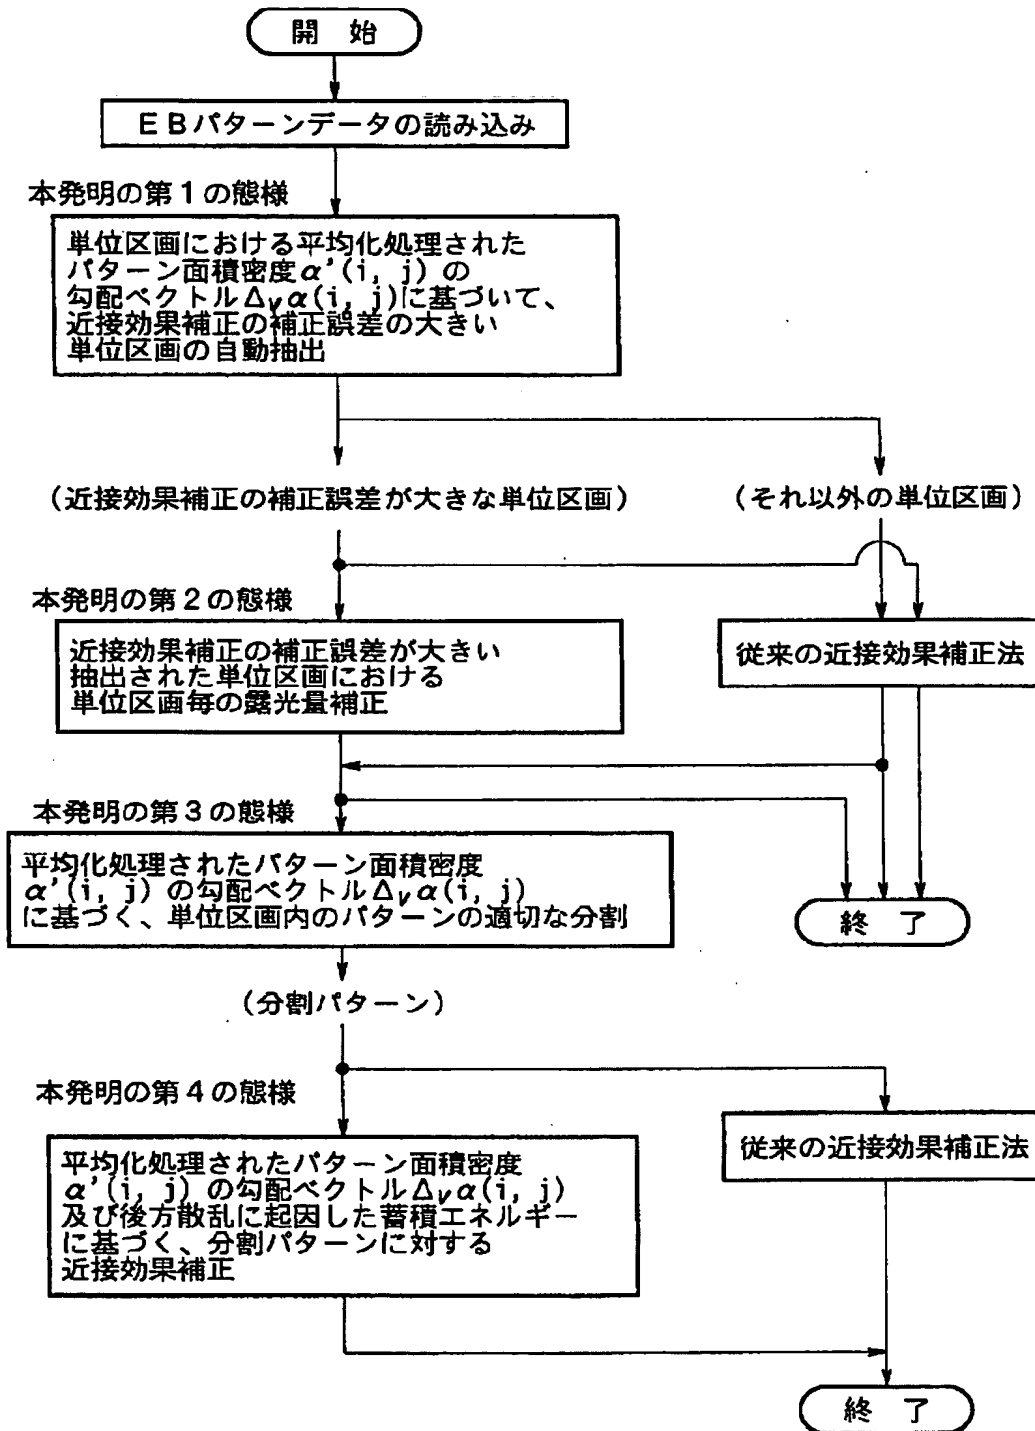 開 始
EBパターンデータの読み込み
本発明の第1の態様
単位区画における平均化処理された
パターン面積密度α'(i, j) の
勾配ベクトルΔVα(i, j)に基づいて、
近接効果補正の補正誤差の大きい
単位区画の自動抽出
(近接効果補正の補正誤差が大きな単位区画)
(それ以外の単位区画)
本発明の第2の態様
近接効果補正の補正誤差が大きい
抽出された単位区画における
単位区画毎の露光量補正
従来の近接効果補正法
本発明の第3の態様
平均化処理されたパターン面積密度
α'(i, j) の勾配ベクトルΔVα(i, j)
に基づく、単位区画内のパターンの適切な分割
終 了
(分割パターン)
本発明の第4の態様
平均化処理されたパターン面積密度
α'(i, j) の勾配ベクトルΔVα(i, j)
及び後方散乱に起因した蓄積エネルギー
に基づく、分割パターンに対する
近接効果補正
従来の近接効果補正法
終 了